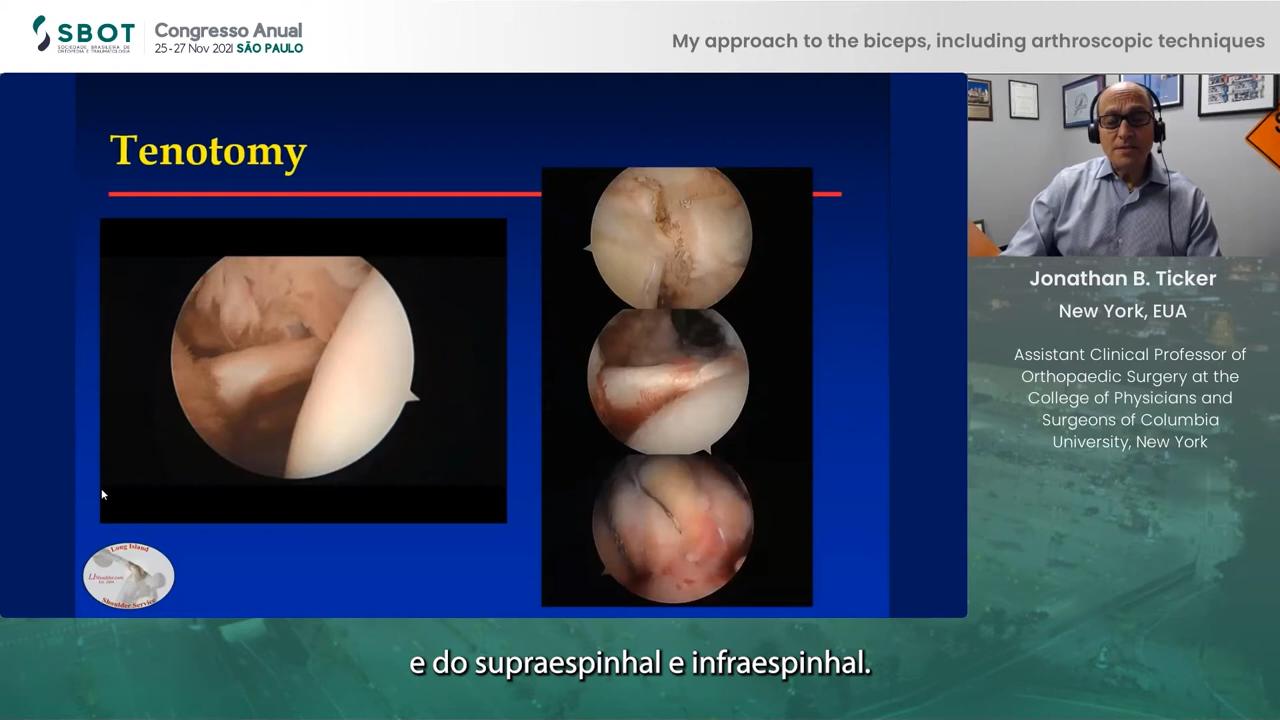 SBOT
SOCIEDADE BRASILEIRA DE
ORTOPEDIA E TRAUMATOLOGIA
Congresso Anual
25-27 Nov 2021 SÃO PAULO
My approach to the biceps, including arthroscopic techniques
Tenotomy
Jonathan B. Ticker
New York, EUA
Assistant Clinical Professor of
Orthopaedic Surgery at the
College of Physicians and
Surgeons of Columbia
University, New York
Long Island
LIShoulder.com
Shoulder Service
e do supraespinhal e infraespinhal.